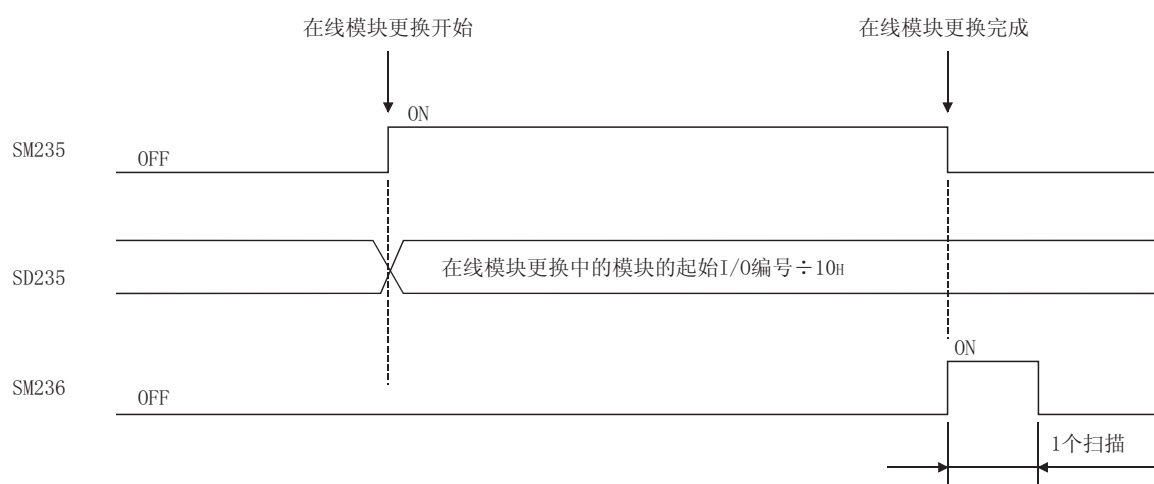 在线模块更换开始
在线模块更换完成
ON
SM235
OFF
在线模块更换中的模块的起始I/O编号÷10H
SD235
ON
SM236
OFF
1个扫描